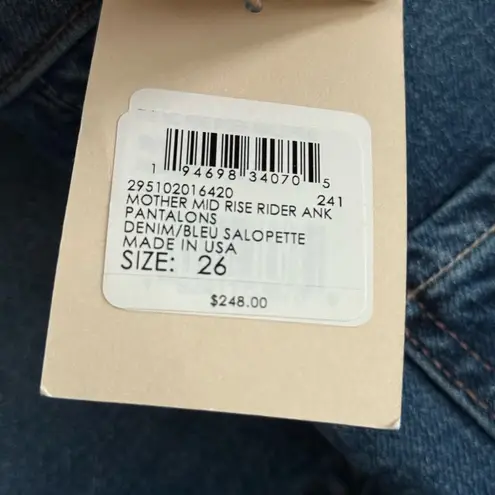 1 94698 34070 5
295102016420 241
MOTHER MID RISE RIDER ANK
PANTALONS
DENIM/BLEU SALOPETTE
MADE IN USA
SIZE: 26
$248.00